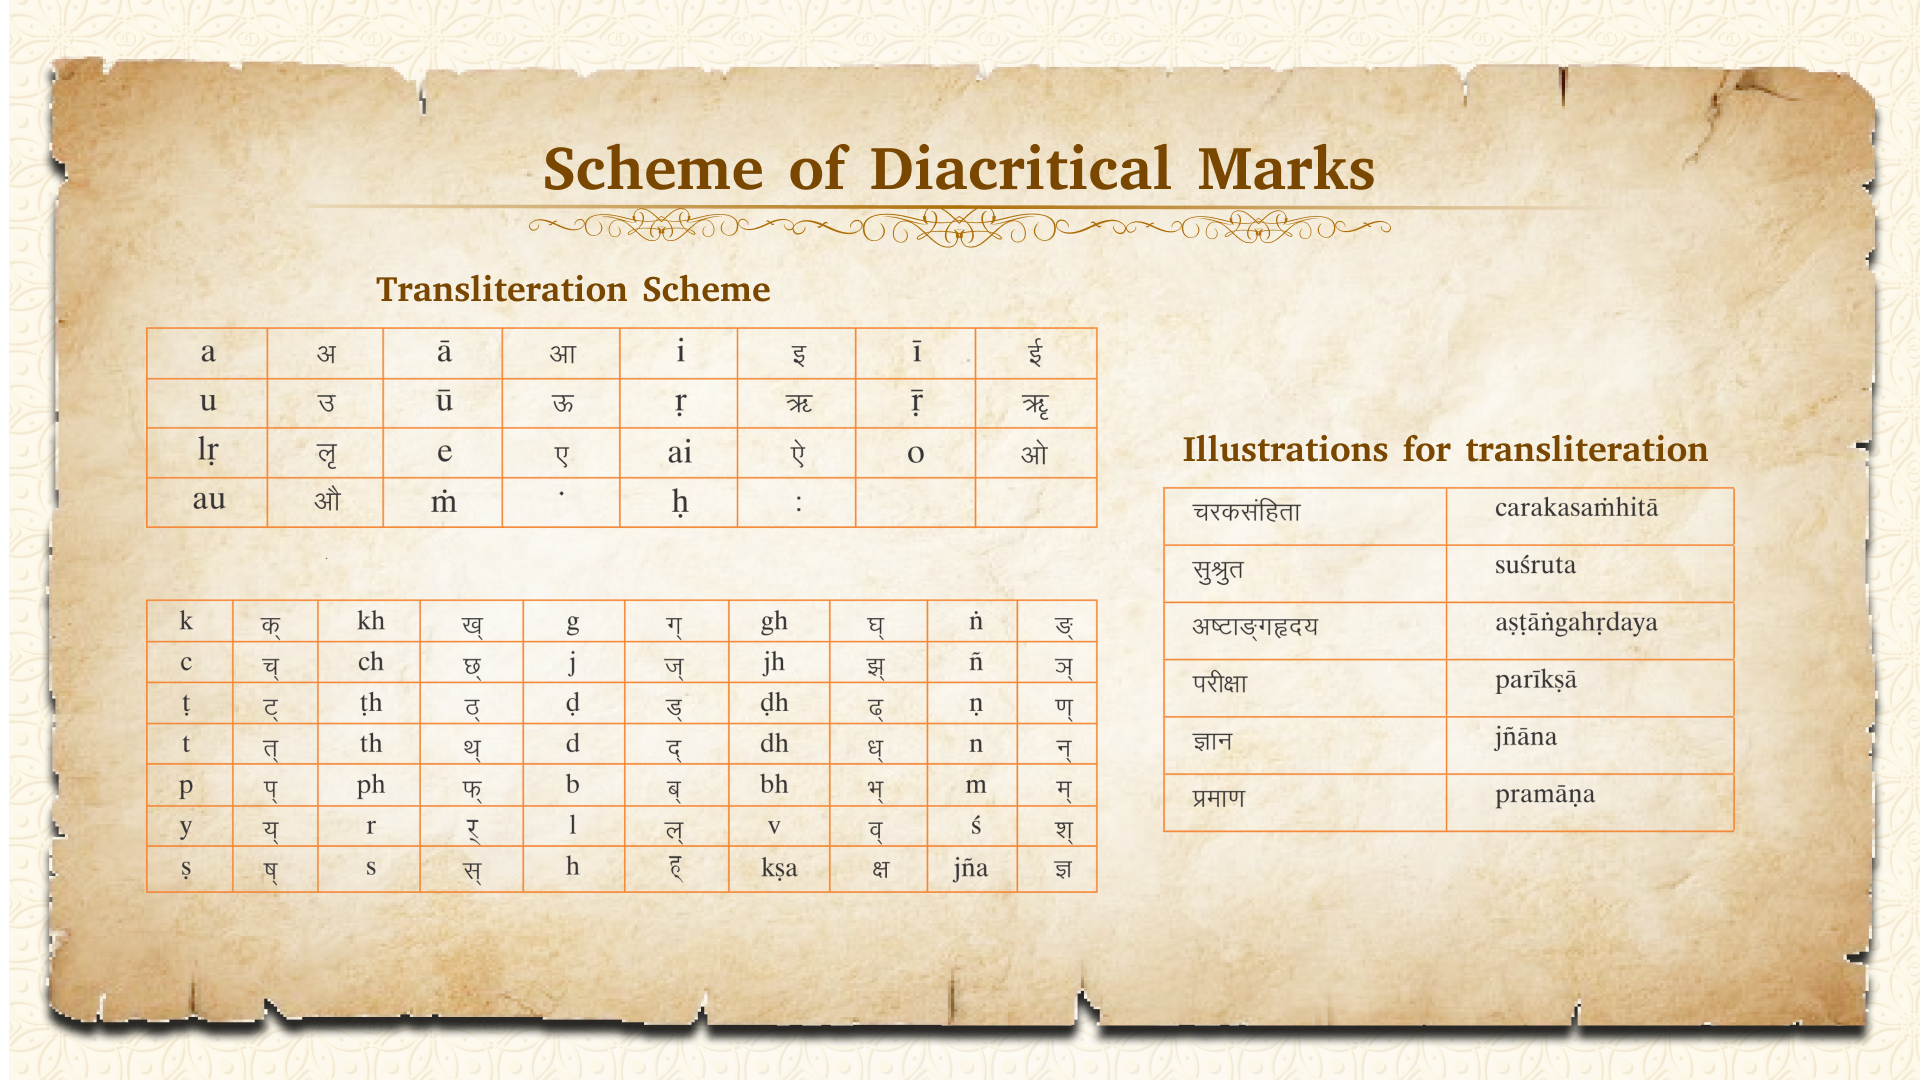 Scheme of Diacritical Marks
Transliteration Scheme
a अ ā आ i इ ī ई
u उ ū ऊ ṛ ऋ ṝ ॠ
lṛ लृ e ए ai ऐ o ओ
au औ ṁ ं ḥ :
k क् kh ख् g ग् gh घ् ṅ ङ्
c च् ch छ् j ज् jh झ् ñ ञ्
ṭ ट् ṭh ठ् ḍ ड् ḍh ढ् ṇ ण्
t त् th थ् d द् dh ध् n न्
p प् ph फ् b ब् bh भ् m म्
y य् r र् l ल् v व् ś श्
ṣ ष् s स् h ह् kṣa क्ष jña ज्ञ
Illustrations for transliteration
चरकसंहिता carakasaṁhitā
सुश्रुत suśruta
अष्टाङ्गहृदय aṣṭāṅgahṛdaya
परीक्षा parīkṣā
ज्ञान jñāna
प्रमाण pramāṇa